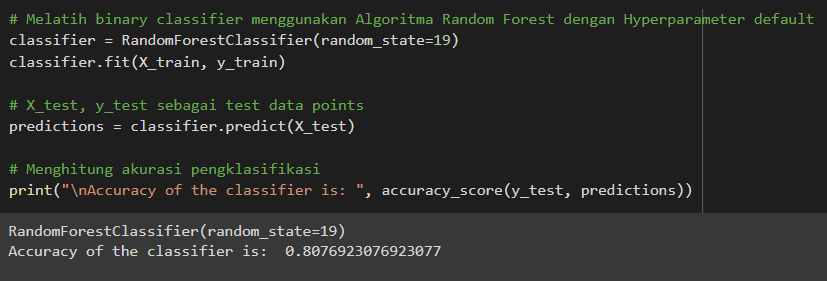 # Melatih binary classifier menggunakan Algoritma Random Forest dengan Hyperparameter default
classifier = RandomForestClassifier(random_state=19)
classifier.fit(X_train, y_train)
# X_test, y_test sebagai test data points
predictions = classifier.predict(X_test)
# Menghitung akurasi pengklasifikasi
print("\nAccuracy of the classifier is: ", accuracy_score(y_test, predictions))
RandomForestClassifier(random_state=19)
Accuracy of the classifier is:  0.8076923076923077